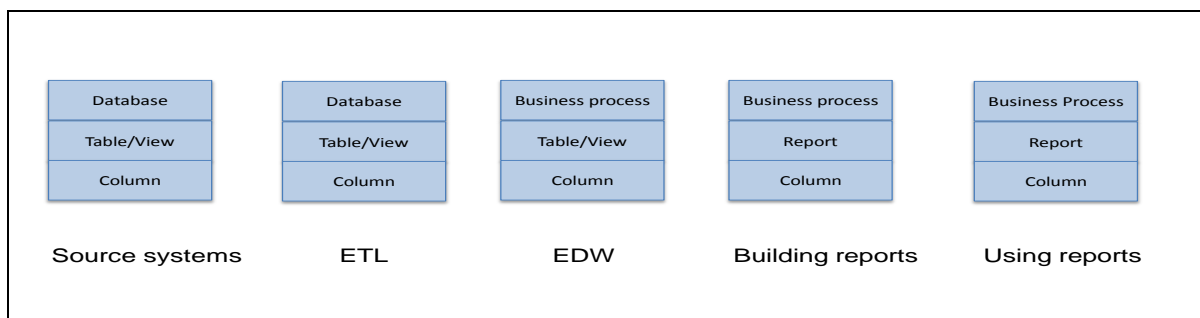 Database
Table/View
Column
Source systems
Database
Table/View
Column
ETL
Business process
Table/View
Column
EDW
Business process
Report
Column
Building reports
Business Process
Report
Column
Using reports